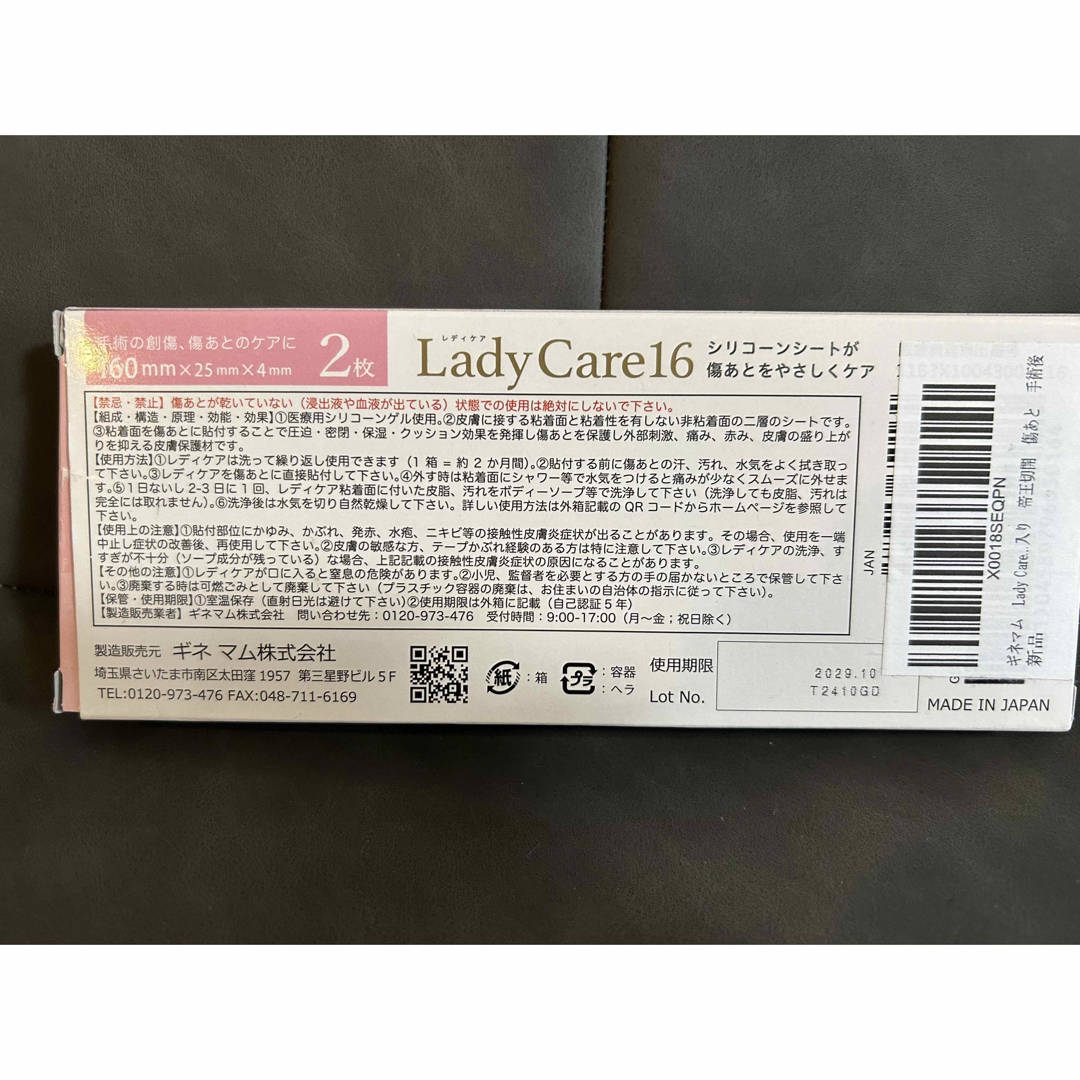 手術の創傷、傷あとのケアに
160mm×25mm×4mm
2枚
レディケア
Lady Care16
シリコーンシートが
傷あとをやさしくケア
【禁忌・禁止】傷あとが乾いていない（浸出液や血液が出ている）状態での使用は絶対にしないで下さい。
【組成・構造・原理・効能・効果】①医療用シリコーンゲル使用。②皮膚に接する粘着面と粘着性を有しない非粘着面の二層のシートです。
③粘着面を傷あとに貼付することで圧迫・密閉・保湿・クッション効果を発揮し傷あとを保護し外部刺激、痛み、赤み、皮膚の盛り上が
りを抑える皮膚保護材です。
【使用方法】①レディケアは洗って繰り返し使用できます（1 箱 = 約 2 か月間）。②貼付する前に傷あとの汗、汚れ、水気をよく拭き取っ
て下さい。③レディケアを傷あとに直接貼付して下さい。④外す時は粘着面にシャワー等で水気をつけると痛みが少なくスムーズに外せま
す。⑤1日ないし2-3日に1回、レディケア粘着面に付いた皮脂、汚れをボディーソープ等で洗浄して下さい（洗浄しても皮脂、汚れは
完全には取れません）。⑥洗浄後は水気を切り自然乾燥して下さい。詳しい使用方法は外箱記載の QR コードからホームページを参照して
下さい。
【使用上の注意】①貼付部位にかゆみ、かぶれ、発赤、水疱、ニキビ等の接触性皮膚炎症状が出ることがあります。その場合、使用を一端
中止し症状の改善後、再使用して下さい。②皮膚の敏感な方、テープかぶれ経験のある方は特に注意して下さい。③レディケアの洗浄、す
すぎが不十分（ソープ成分が残っている）な場合、上記記載の接触性皮膚炎症状の原因になることがあります。
【その他の注意】①レディケアが口に入ると窒息の危険があります。②小児、監督者を必要とする方の手の届かないところで保管して下さ
い。③廃棄する時は可燃ごみとして廃棄して下さい（プラスチック容器の廃棄は、お住まいの自治体の指示に従って下さい）。
【保管・使用期限】①室温保存（直射日光は避けて下さい）②使用期限は外箱に記載（自己認証 5 年）
【製造販売業者】ギネマム株式会社　問い合わせ先：0120-973-476　受付時間：9:00-17:00（月～金；祝日除く）
製造販売元　ギネ マム株式会社
埼玉県さいたま市南区太田窪 1957 第三星野ビル 5 F
TEL:0120-973-476 FAX:048-711-6169
紙 ：箱
プラ ：容器
：ヘラ
使用期限
Lot No.
2029.10
T2410GD
MADE IN JAPAN
JAN
X0018SEQPN
ギネマム Lady Care...入り 帝王切開 傷あと 手術後
新品